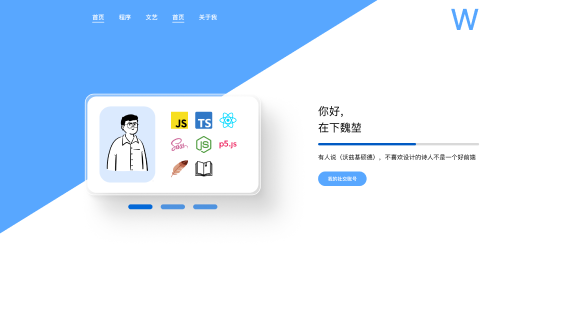 首页 程序 文艺 首页 关于我
W
JS TS
Sass JS p5.js
你好，
在下魏堃
有人说（沃兹基硕德），不喜欢设计的诗人不是一个好前端
我的社交账号